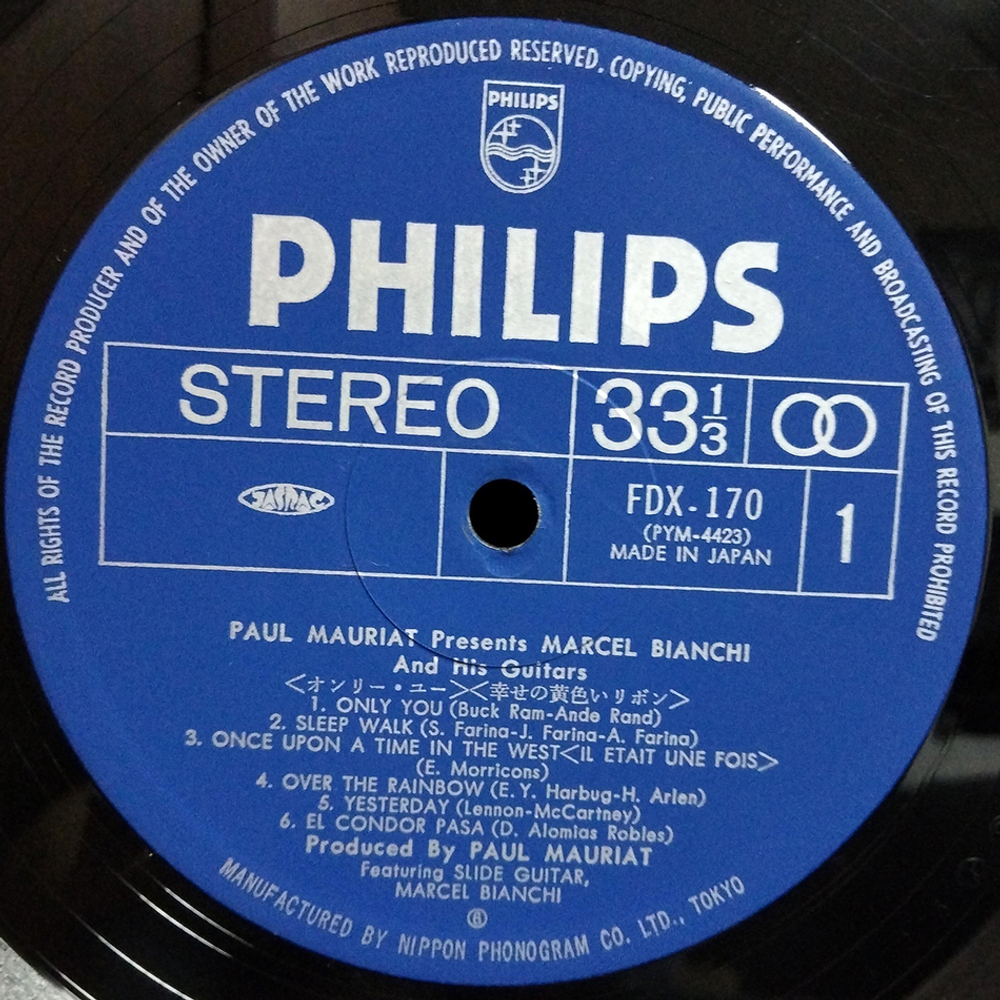 ALL RIGHTS OF THE RECORD PRODUCER AND OF THE OWNER OF THE WORK REPRODUCED RESERVED. COPYING, PUBLIC PERFORMANCE AND BROADCASTING OF THIS RECORD PROHIBITED
PHILIPS
PHILIPS
STEREO 33 1/3
JASRAC FDX-170 1
(PYM-4423)
MADE IN JAPAN
PAUL MAURIAT Presents MARCEL BIANCHI
And His Guitars
<オンリー・ユー><幸せの黄色いリボン>
1. ONLY YOU (Buck Ram-Ande Rand)
2. SLEEP WALK (S. Farina-J. Farina-A. Farina)
3. ONCE UPON A TIME IN THE WEST<IL ETAIT UNE FOIS>
(E. Morricons)
4. OVER THE RAINBOW (E.Y. Harbug-H. Arlen)
5. YESTERDAY (Lennon-McCartney)
6. EL CONDOR PASA (D. Alomias Robles)
Produced By PAUL MAURIAT
Featuring SLIDE GUITAR,
MARCEL BIANCHI
MANUFACTURED BY NIPPON PHONOGRAM CO. LTD., TOKYO